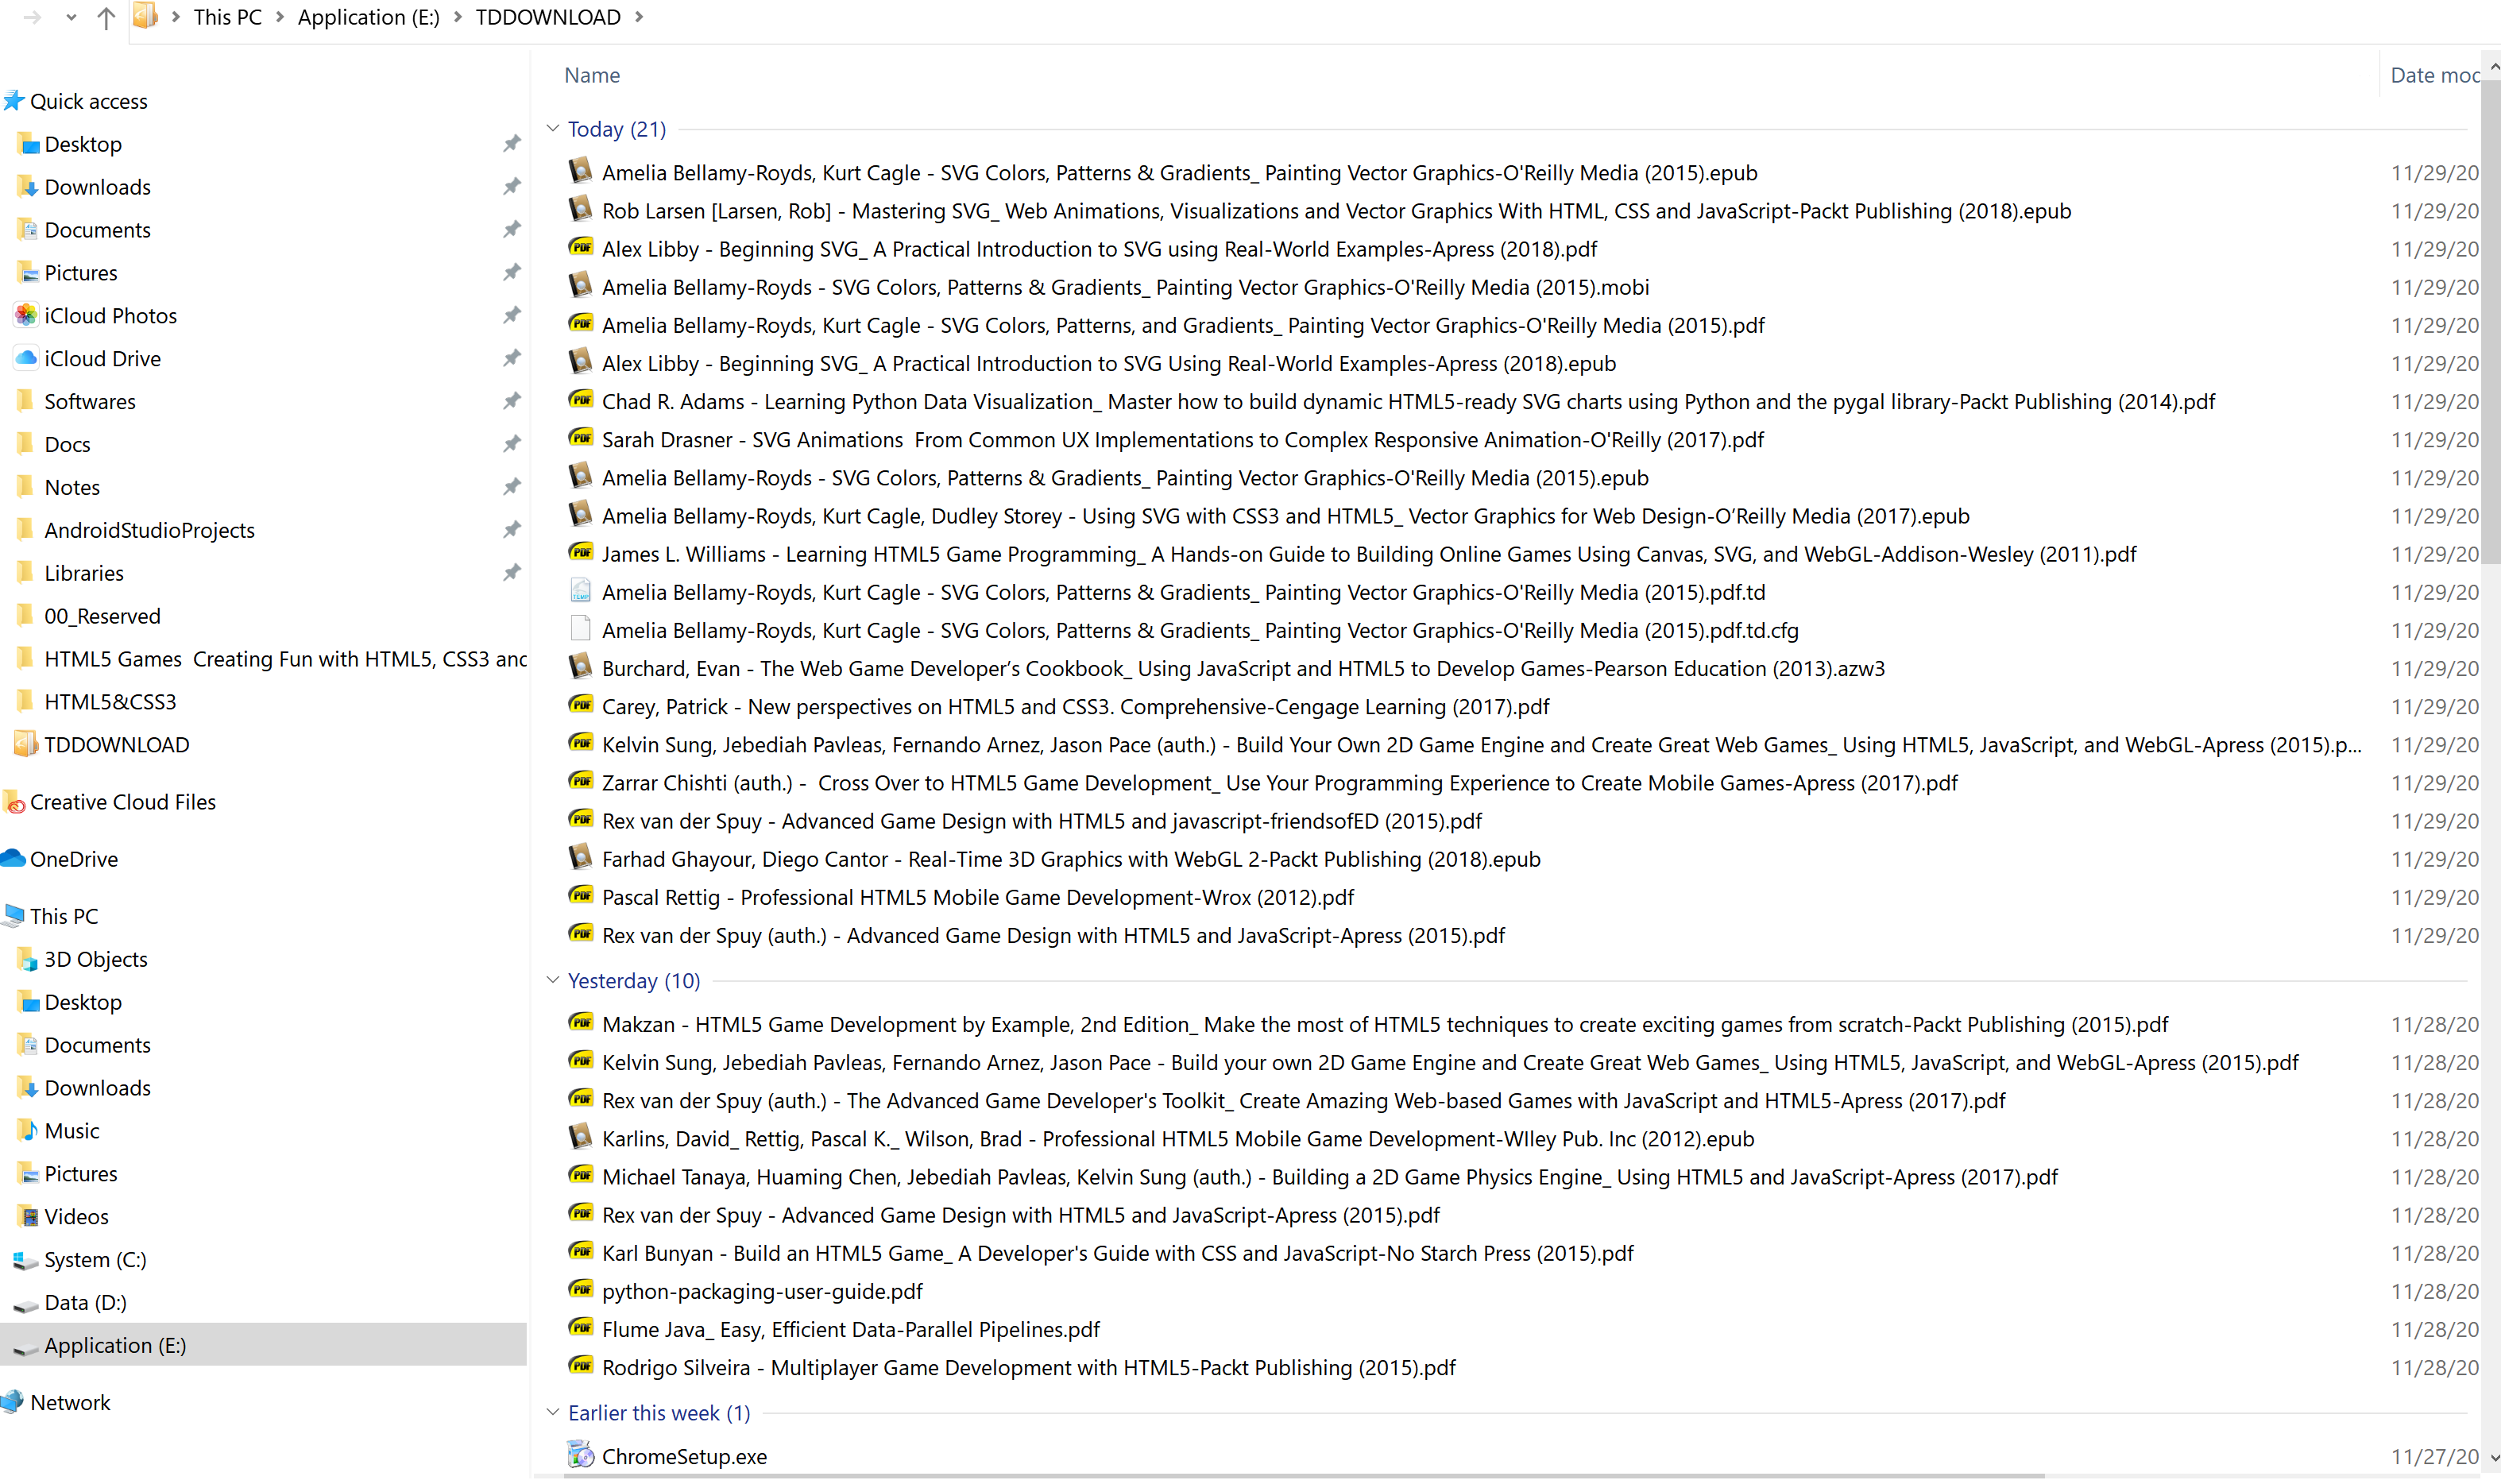 This PC > Application (E:) > TDDOWNLOAD >
Name
Date mod
Quick access
Desktop
Downloads
Documents
Pictures
iCloud Photos
iCloud Drive
Softwares
Docs
Notes
AndroidStudioProjects
Libraries
00_Reserved
HTML5 Games  Creating Fun with HTML5, CSS3 and
HTML5&CSS3
TDDOWNLOAD
Creative Cloud Files
OneDrive
This PC
3D Objects
Desktop
Documents
Downloads
Music
Pictures
Videos
System (C:)
Data (D:)
Application (E:)
Network
Today (21)
Amelia Bellamy-Royds, Kurt Cagle - SVG Colors, Patterns & Gradients_ Painting Vector Graphics-O'Reilly Media (2015).epub 11/29/20
Rob Larsen [Larsen, Rob] - Mastering SVG_ Web Animations, Visualizations and Vector Graphics With HTML, CSS and JavaScript-Packt Publishing (2018).epub 11/29/20
Alex Libby - Beginning SVG_ A Practical Introduction to SVG using Real-World Examples-Apress (2018).pdf 11/29/20
Amelia Bellamy-Royds - SVG Colors, Patterns & Gradients_ Painting Vector Graphics-O'Reilly Media (2015).mobi 11/29/20
Amelia Bellamy-Royds, Kurt Cagle - SVG Colors, Patterns, and Gradients_ Painting Vector Graphics-O'Reilly Media (2015).pdf 11/29/20
Alex Libby - Beginning SVG_ A Practical Introduction to SVG Using Real-World Examples-Apress (2018).epub 11/29/20
Chad R. Adams - Learning Python Data Visualization_ Master how to build dynamic HTML5-ready SVG charts using Python and the pygal library-Packt Publishing (2014).pdf 11/29/20
Sarah Drasner - SVG Animations  From Common UX Implementations to Complex Responsive Animation-O'Reilly (2017).pdf 11/29/20
Amelia Bellamy-Royds - SVG Colors, Patterns & Gradients_ Painting Vector Graphics-O'Reilly Media (2015).epub 11/29/20
Amelia Bellamy-Royds, Kurt Cagle, Dudley Storey - Using SVG with CSS3 and HTML5_ Vector Graphics for Web Design-O’Reilly Media (2017).epub 11/29/20
James L. Williams - Learning HTML5 Game Programming_ A Hands-on Guide to Building Online Games Using Canvas, SVG, and WebGL-Addison-Wesley (2011).pdf 11/29/20
Amelia Bellamy-Royds, Kurt Cagle - SVG Colors, Patterns & Gradients_ Painting Vector Graphics-O'Reilly Media (2015).pdf.td 11/29/20
Amelia Bellamy-Royds, Kurt Cagle - SVG Colors, Patterns & Gradients_ Painting Vector Graphics-O'Reilly Media (2015).pdf.td.cfg 11/29/20
Burchard, Evan - The Web Game Developer’s Cookbook_ Using JavaScript and HTML5 to Develop Games-Pearson Education (2013).azw3 11/29/20
Carey, Patrick - New perspectives on HTML5 and CSS3. Comprehensive-Cengage Learning (2017).pdf 11/29/20
Kelvin Sung, Jebediah Pavleas, Fernando Arnez, Jason Pace (auth.) - Build Your Own 2D Game Engine and Create Great Web Games_ Using HTML5, JavaScript, and WebGL-Apress (2015).p... 11/29/20
Zarrar Chishti (auth.) -  Cross Over to HTML5 Game Development_ Use Your Programming Experience to Create Mobile Games-Apress (2017).pdf 11/29/20
Rex van der Spuy - Advanced Game Design with HTML5 and javascript-friendsofED (2015).pdf 11/29/20
Farhad Ghayour, Diego Cantor - Real-Time 3D Graphics with WebGL 2-Packt Publishing (2018).epub 11/29/20
Pascal Rettig - Professional HTML5 Mobile Game Development-Wrox (2012).pdf 11/29/20
Rex van der Spuy (auth.) - Advanced Game Design with HTML5 and JavaScript-Apress (2015).pdf 11/29/20
Yesterday (10)
Makzan - HTML5 Game Development by Example, 2nd Edition_ Make the most of HTML5 techniques to create exciting games from scratch-Packt Publishing (2015).pdf 11/28/20
Kelvin Sung, Jebediah Pavleas, Fernando Arnez, Jason Pace - Build your own 2D Game Engine and Create Great Web Games_ Using HTML5, JavaScript, and WebGL-Apress (2015).pdf 11/28/20
Rex van der Spuy (auth.) - The Advanced Game Developer's Toolkit_ Create Amazing Web-based Games with JavaScript and HTML5-Apress (2017).pdf 11/28/20
Karlins, David_ Rettig, Pascal K._ Wilson, Brad - Professional HTML5 Mobile Game Development-WIley Pub. Inc (2012).epub 11/28/20
Michael Tanaya, Huaming Chen, Jebediah Pavleas, Kelvin Sung (auth.) - Building a 2D Game Physics Engine_ Using HTML5 and JavaScript-Apress (2017).pdf 11/28/20
Rex van der Spuy - Advanced Game Design with HTML5 and JavaScript-Apress (2015).pdf 11/28/20
Karl Bunyan - Build an HTML5 Game_ A Developer's Guide with CSS and JavaScript-No Starch Press (2015).pdf 11/28/20
python-packaging-user-guide.pdf 11/28/20
Flume Java_ Easy, Efficient Data-Parallel Pipelines.pdf 11/28/20
Rodrigo Silveira - Multiplayer Game Development with HTML5-Packt Publishing (2015).pdf 11/28/20
Earlier this week (1)
ChromeSetup.exe 11/27/20